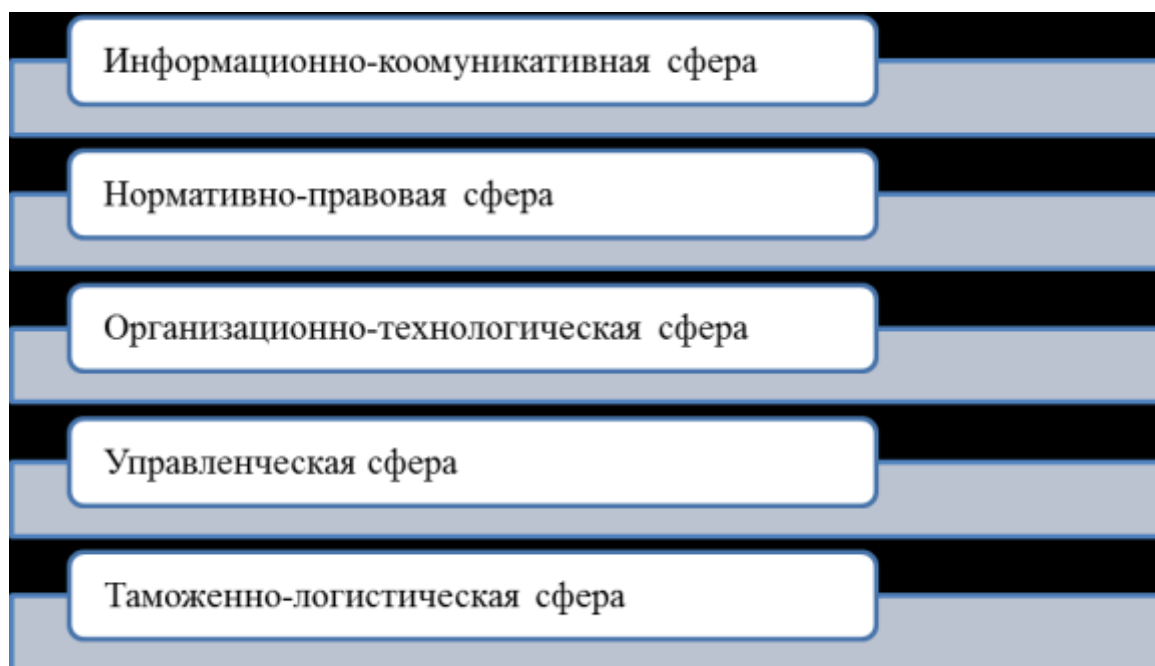 Информационно-коомуникативная сфера
Нормативно-правовая сфера
Организационно-технологическая сфера
Управленческая сфера
Таможенно-логистическая сфера